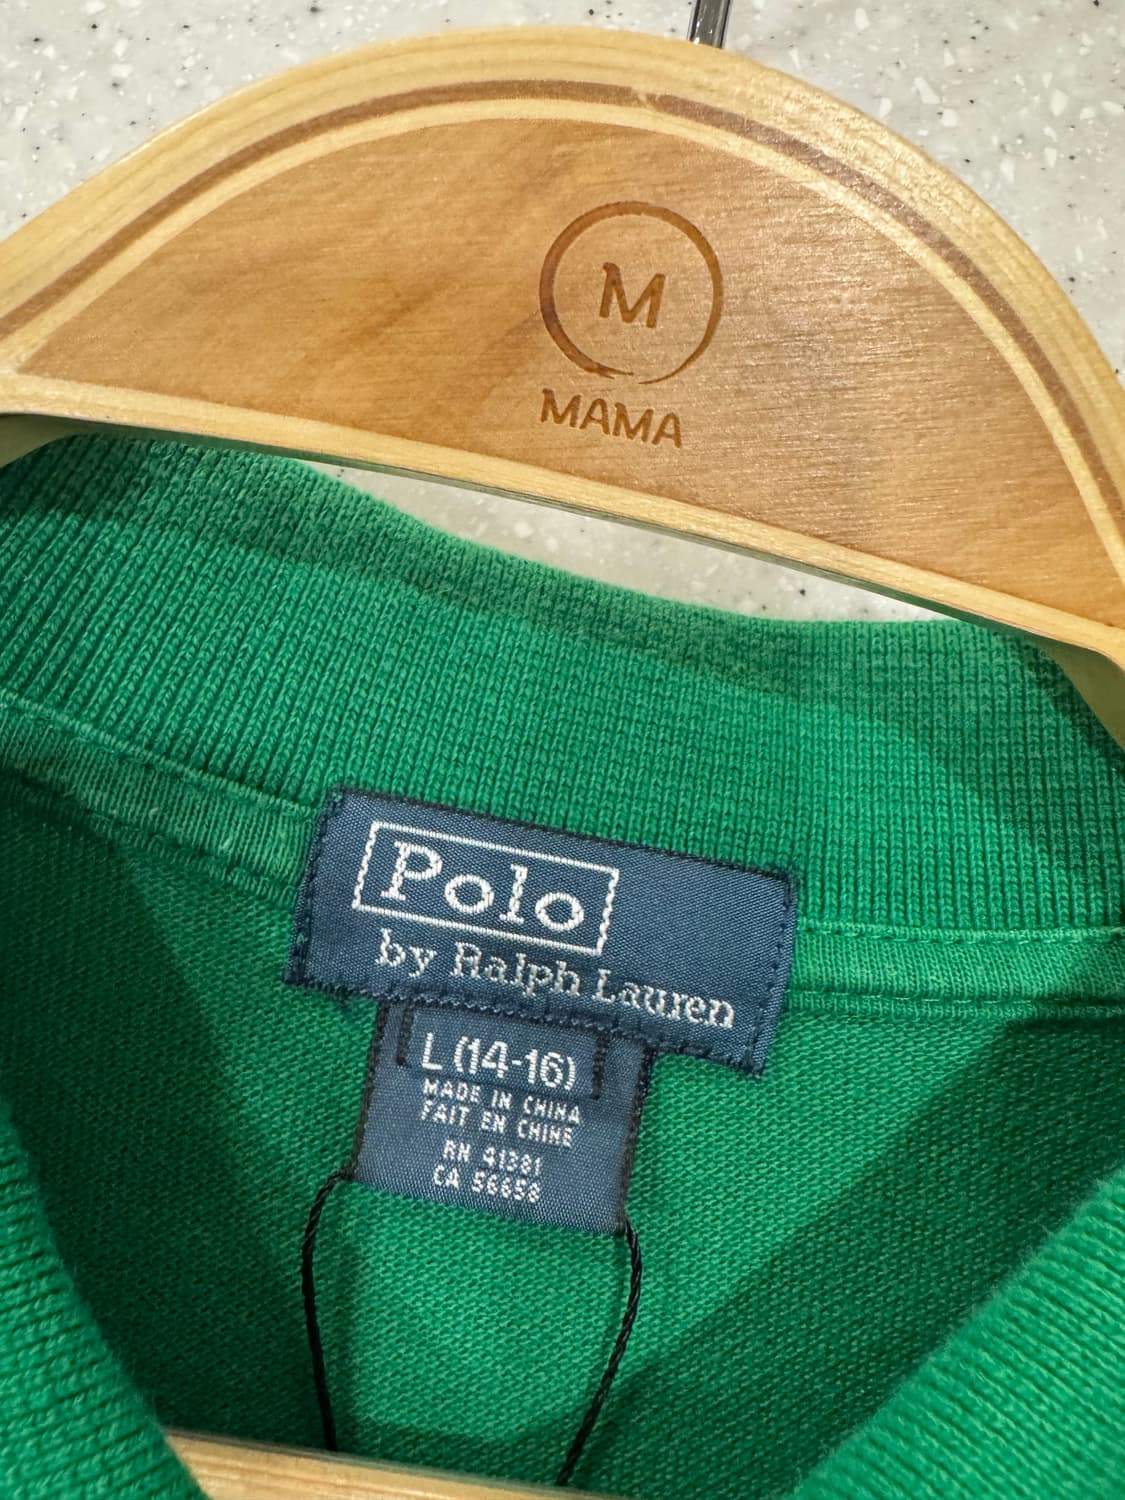 M
MAMA
Polo
by Ralph Lauren
L (14-16)
MADE IN CHINA
FAIT EN CHINE
RN 41381
CA 56658